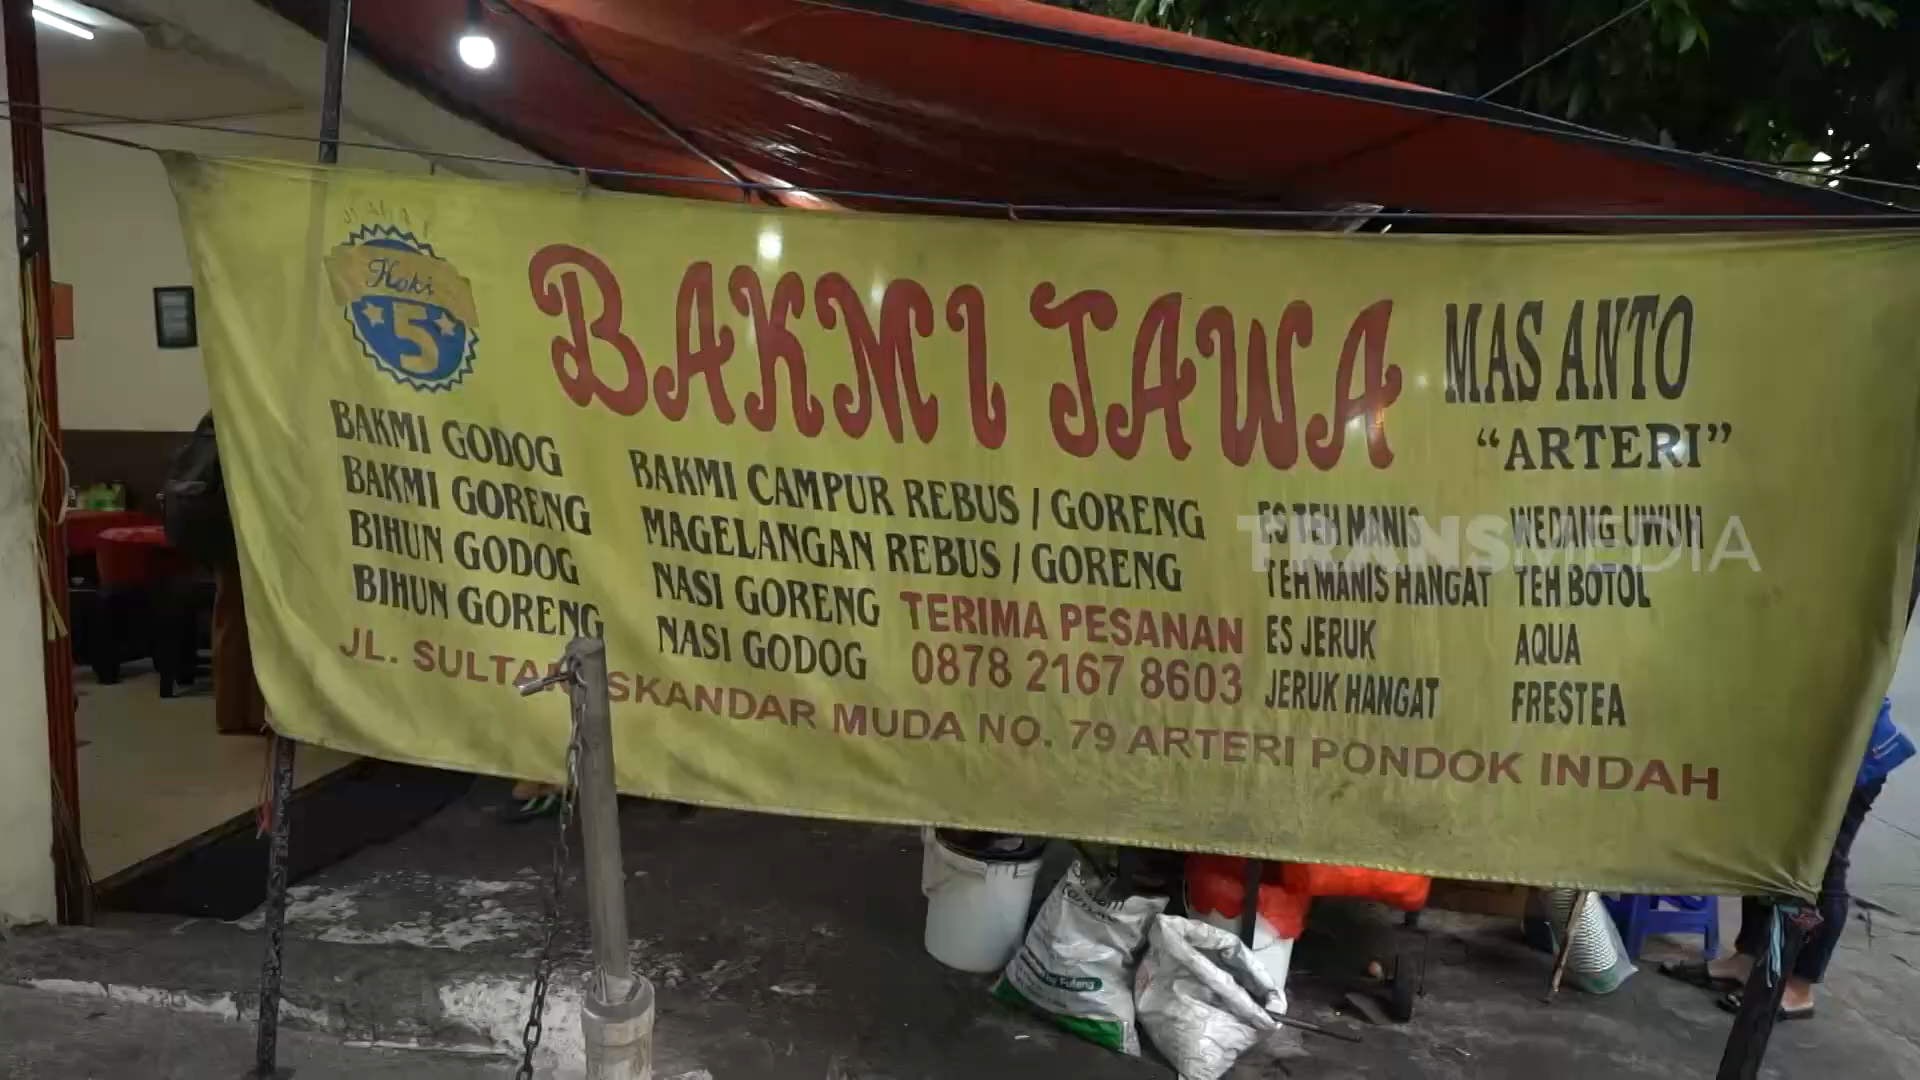 Hoki
5
BAKMI JAWA
MAS ANTO
"ARTERI"
BAKMI GODOG
BAKMI GORENG
BIHUN GODOG
BIHUN GORENG
BAKMI CAMPUR REBUS / GORENG
MAGELANGAN REBUS / GORENG
NASI GORENG
NASI GODOG
TERIMA PESANAN
0878 2167 8603
ES TEH MANIS
TEH MANIS HANGAT
ES JERUK
JERUK HANGAT
WEDANG UWUH
TEH BOTOL
AQUA
FRESTEA
JL. SULTAN ISKANDAR MUDA NO. 79 ARTERI PONDOK INDAH
TRANSMEDIA